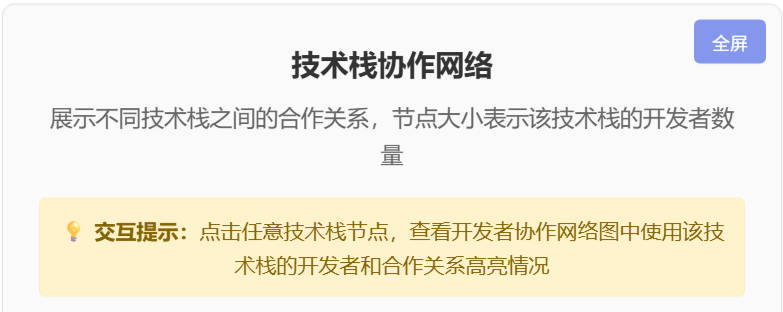 全屏
技术栈协作网络
展示不同技术栈之间的合作关系，节点大小表示该技术栈的开发者数
量
💡 交互提示：点击任意技术栈节点，查看开发者协作网络图中使用该技
术栈的开发者和合作关系高亮情况